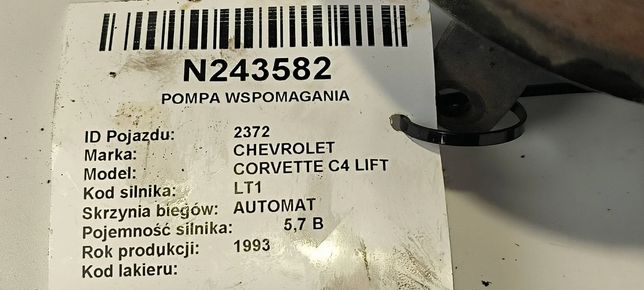 N243582
POMPA WSPOMAGANIA
ID Pojazdu: 2372
Marka: CHEVROLET
Model: CORVETTE C4 LIFT
Kod silnika: LT1
Skrzynia biegów: AUTOMAT
Pojemność silnika: 5,7 B
Rok produkcji: 1993
Kod lakieru: